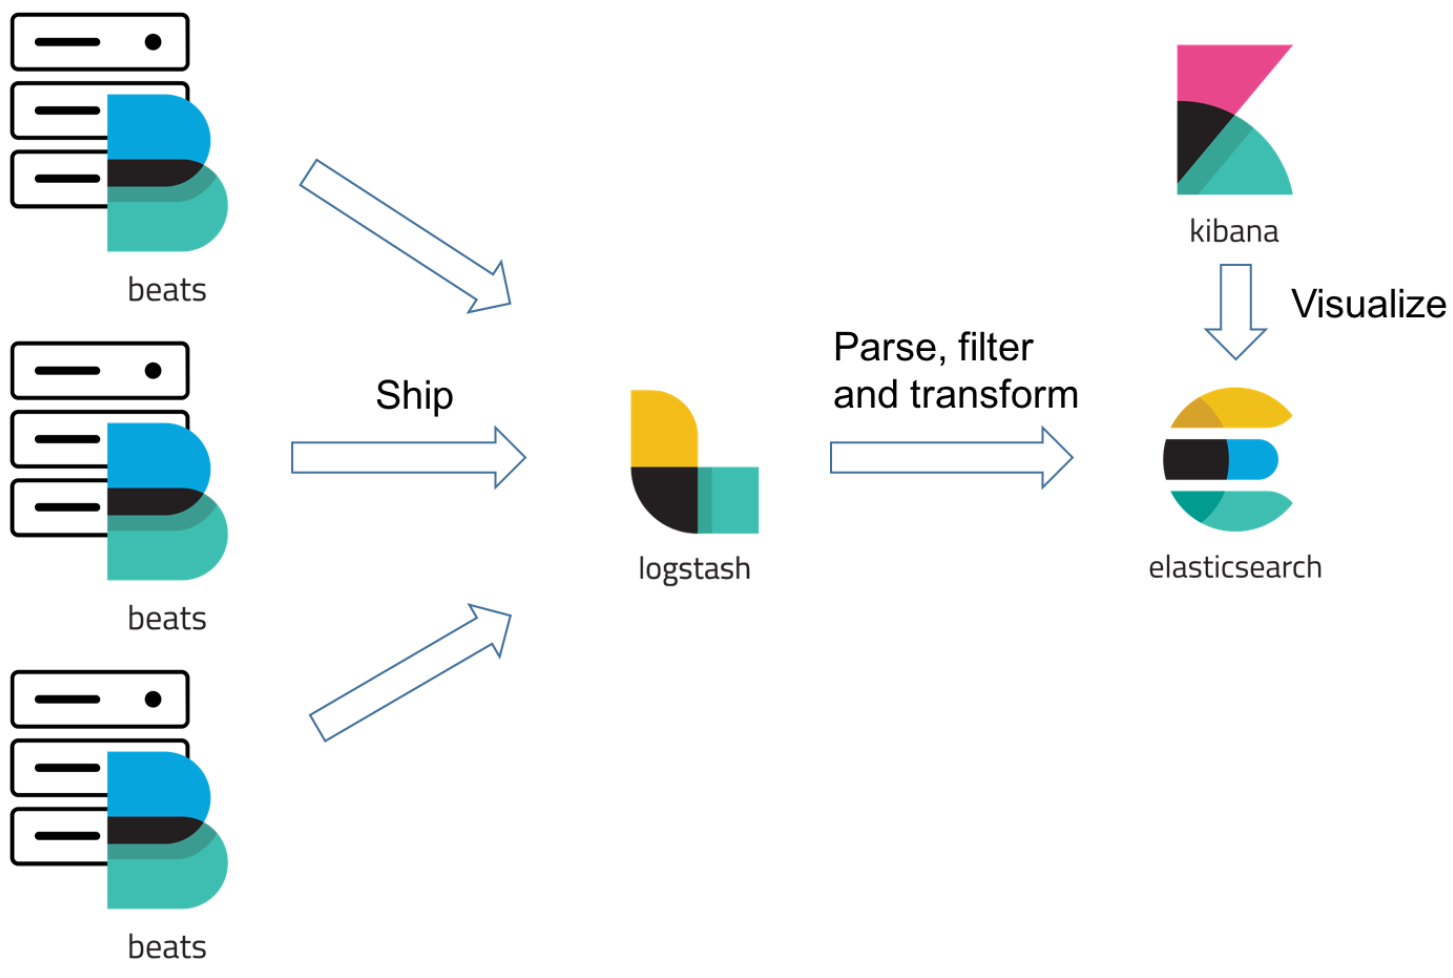 beats
beats
beats
Ship
logstash
Parse, filter
and transform
kibana
Visualize
elasticsearch